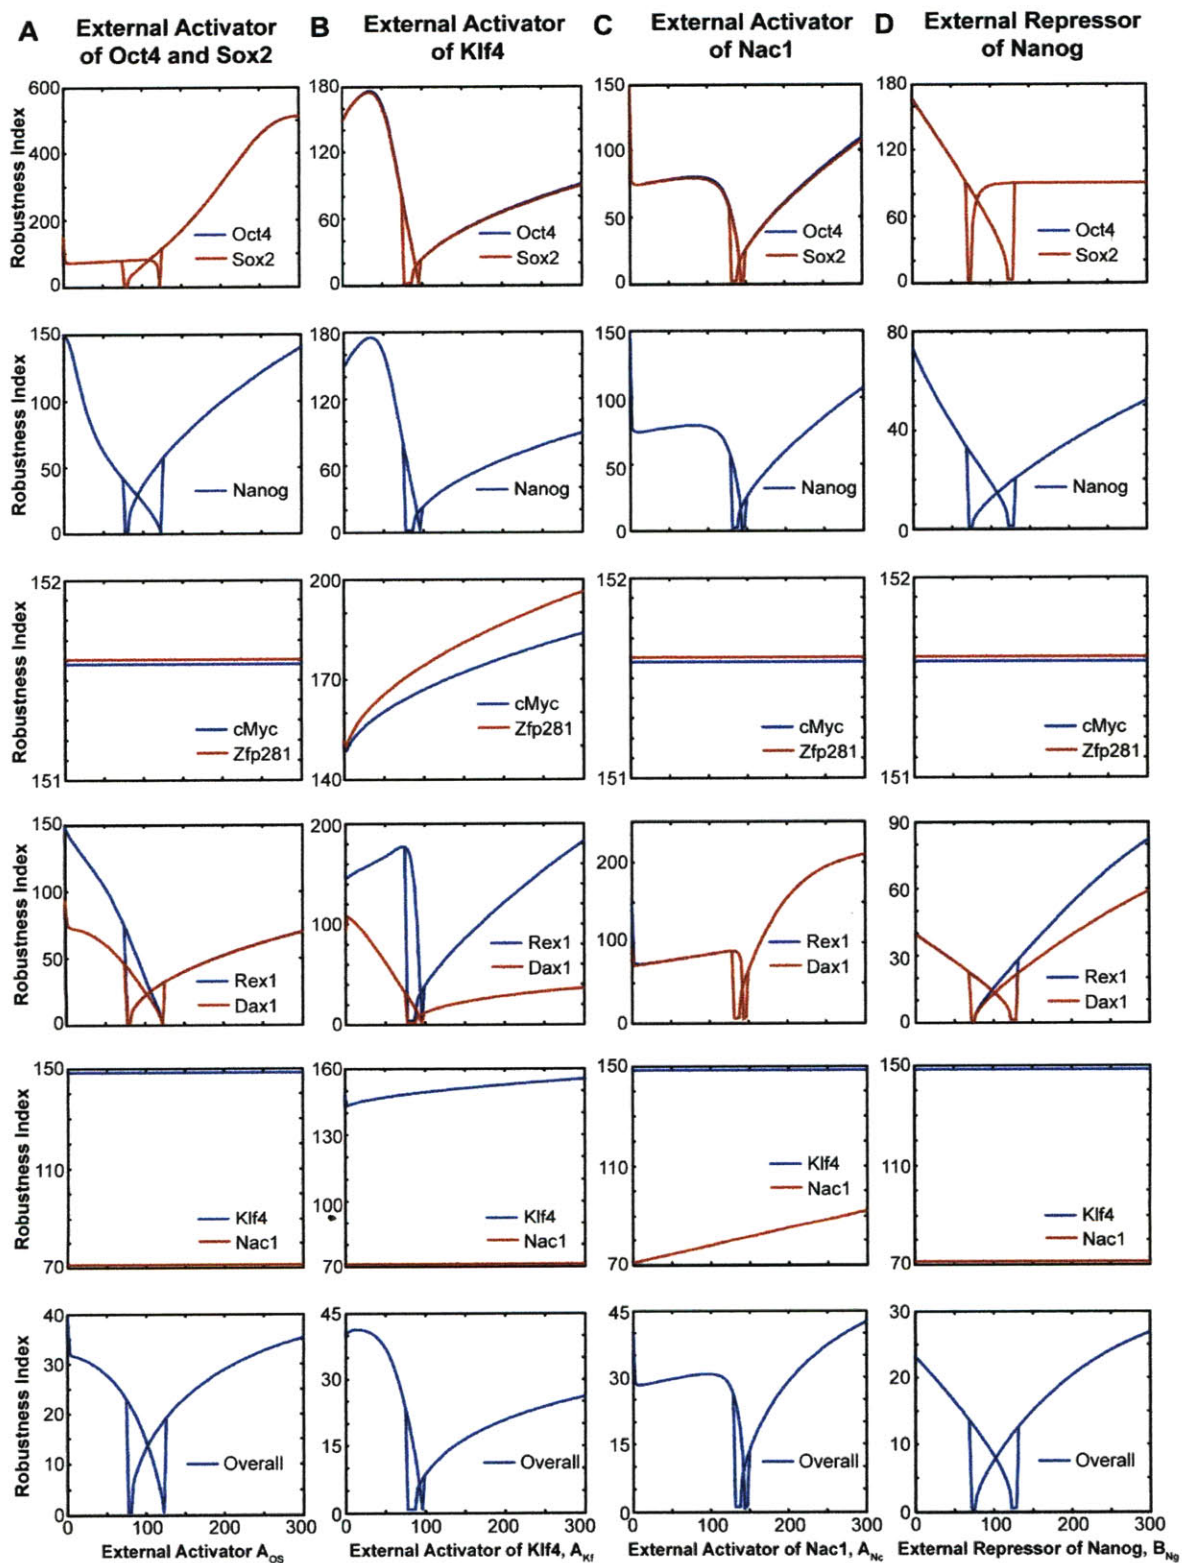 A External Activator of Oct4 and Sox2
B External Activator of Klf4
C External Activator of Nac1
D External Repressor of Nanog
Robustness Index
600
400
200
0
Oct4
Sox2
180
120
60
0
Oct4
Sox2
150
100
50
0
Oct4
Sox2
180
120
60
0
Oct4
Sox2
Robustness Index
150
100
50
0
Nanog
180
120
60
0
Nanog
150
100
50
0
Nanog
80
40
0
Nanog
Robustness Index
152
151
cMyc
Zfp281
200
170
140
cMyc
Zfp281
152
151
cMyc
Zfp281
152
151
cMyc
Zfp281
Robustness Index
150
100
50
0
Rex1
Dax1
200
100
0
Rex1
Dax1
200
100
0
Rex1
Dax1
90
60
30
0
Rex1
Dax1
Robustness Index
150
110
70
Klf4
Nac1
160
130
100
70
Klf4
Nac1
150
110
70
Klf4
Nac1
150
110
70
Klf4
Nac1
Robustness Index
40
30
20
10
0
Overall
0 100 200 300
External Activator A_OS
45
30
15
0
Overall
0 100 200 300
External Activator of Klf4, A_Kf
45
30
15
0
Overall
0 100 200 300
External Activator of Nac1, A_Nc
30
20
10
0
Overall
0 100 200 300
External Repressor of Nanog, B_Ng